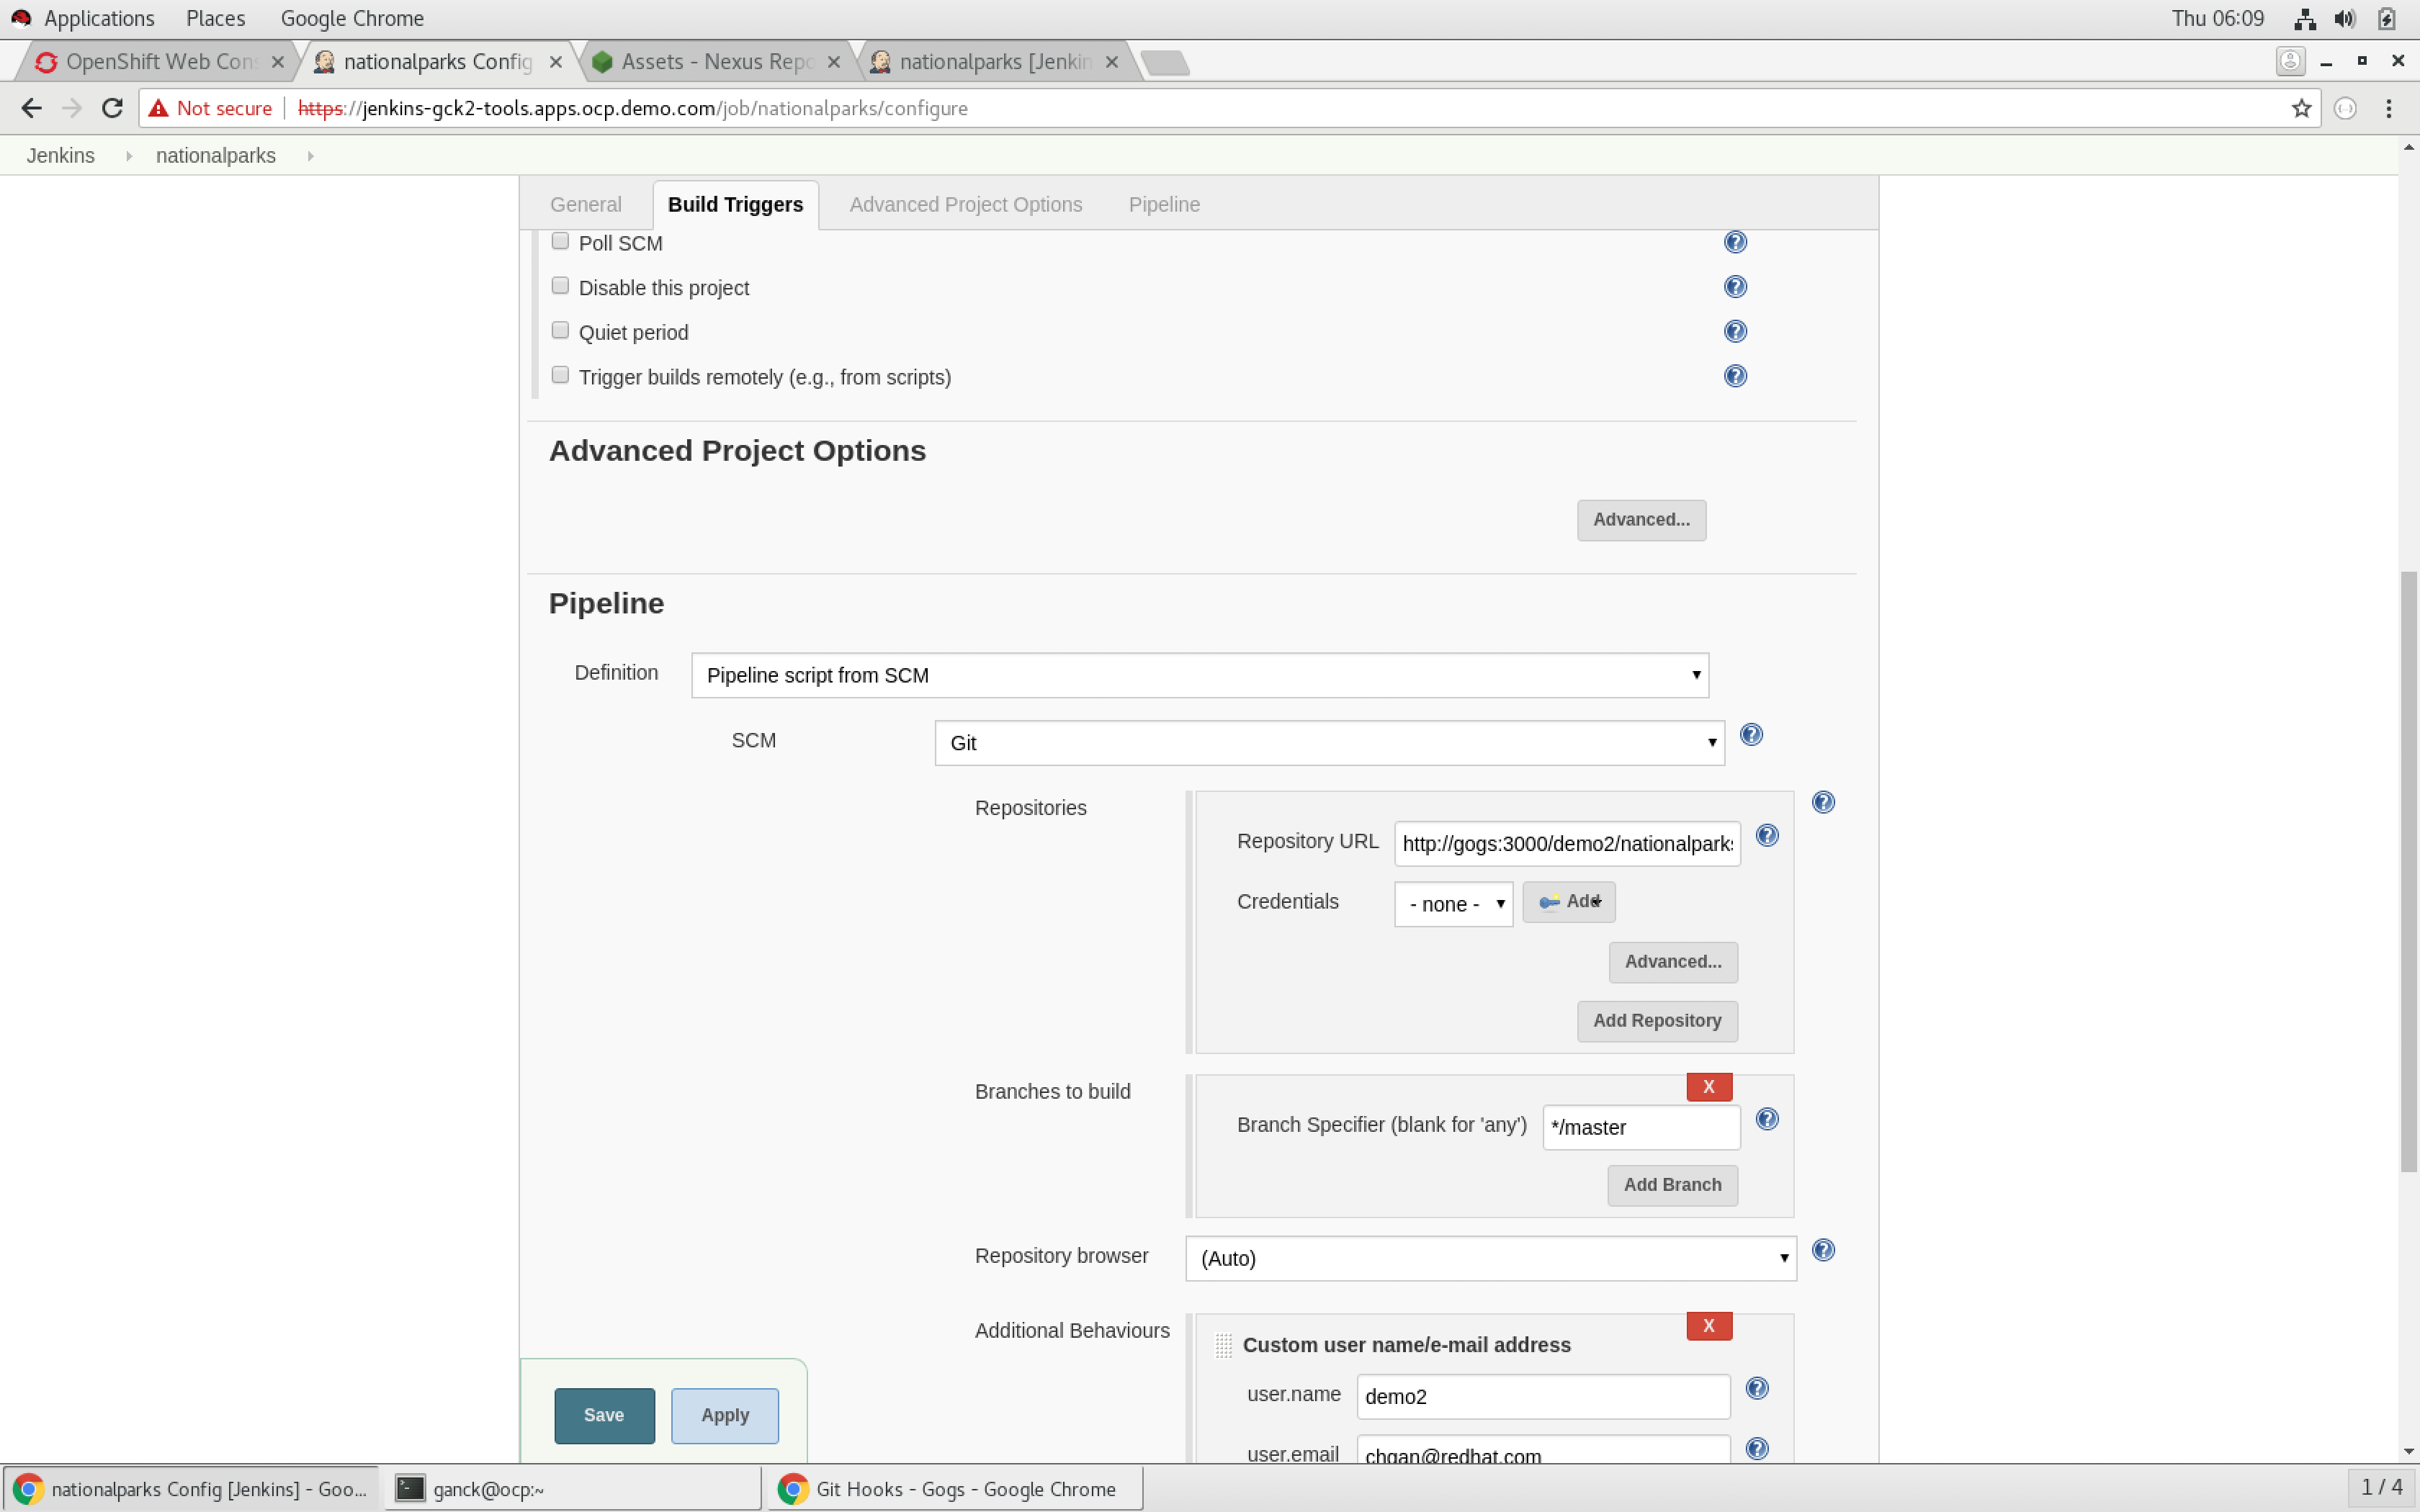 Applications Places Google Chrome Thu 06:09
OpenShift Web Cons nationalparks Config Assets - Nexus Repo nationalparks [Jenkin
Not secure https://jenkins-gck2-tools.apps.ocp.demo.com/job/nationalparks/configure
Jenkins nationalparks
General Build Triggers Advanced Project Options Pipeline
Poll SCM
Disable this project
Quiet period
Trigger builds remotely (e.g., from scripts)
Advanced Project Options
Advanced...
Pipeline
Definition Pipeline script from SCM
SCM Git
Repositories
Repository URL http://gogs:3000/demo2/nationalparks
Credentials - none - Add
Advanced...
Add Repository
Branches to build X
Branch Specifier (blank for 'any') */master
Add Branch
Repository browser (Auto)
Additional Behaviours X
Custom user name/e-mail address
user.name demo2
user.email chgan@redhat.com
Save Apply
nationalparks Config [Jenkins] - Goo... ganck@ocp:~ Git Hooks - Gogs - Google Chrome 1 / 4